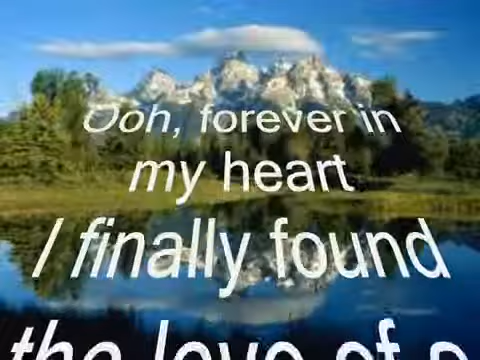 Ooh, forever in
my heart
I finally found
the love of a